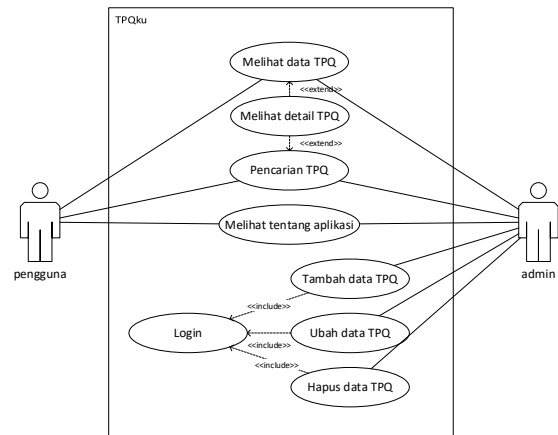 TPQku
Melihat data TPQ
<<extend>>
Melihat detail TPQ
<<extend>>
Pencarian TPQ
Melihat tentang aplikasi
pengguna
admin
Tambah data TPQ
<<include>>
Login
<<include>>
Ubah data TPQ
<<include>>
Hapus data TPQ